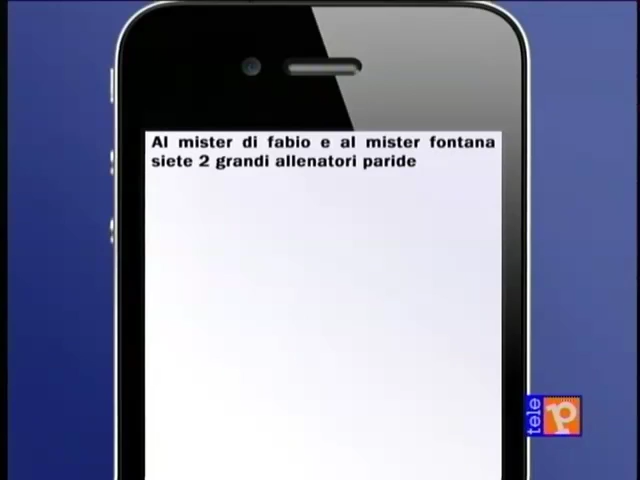 Al mister di fabio e al mister fontana
siete 2 grandi allenatori paride
tele
p